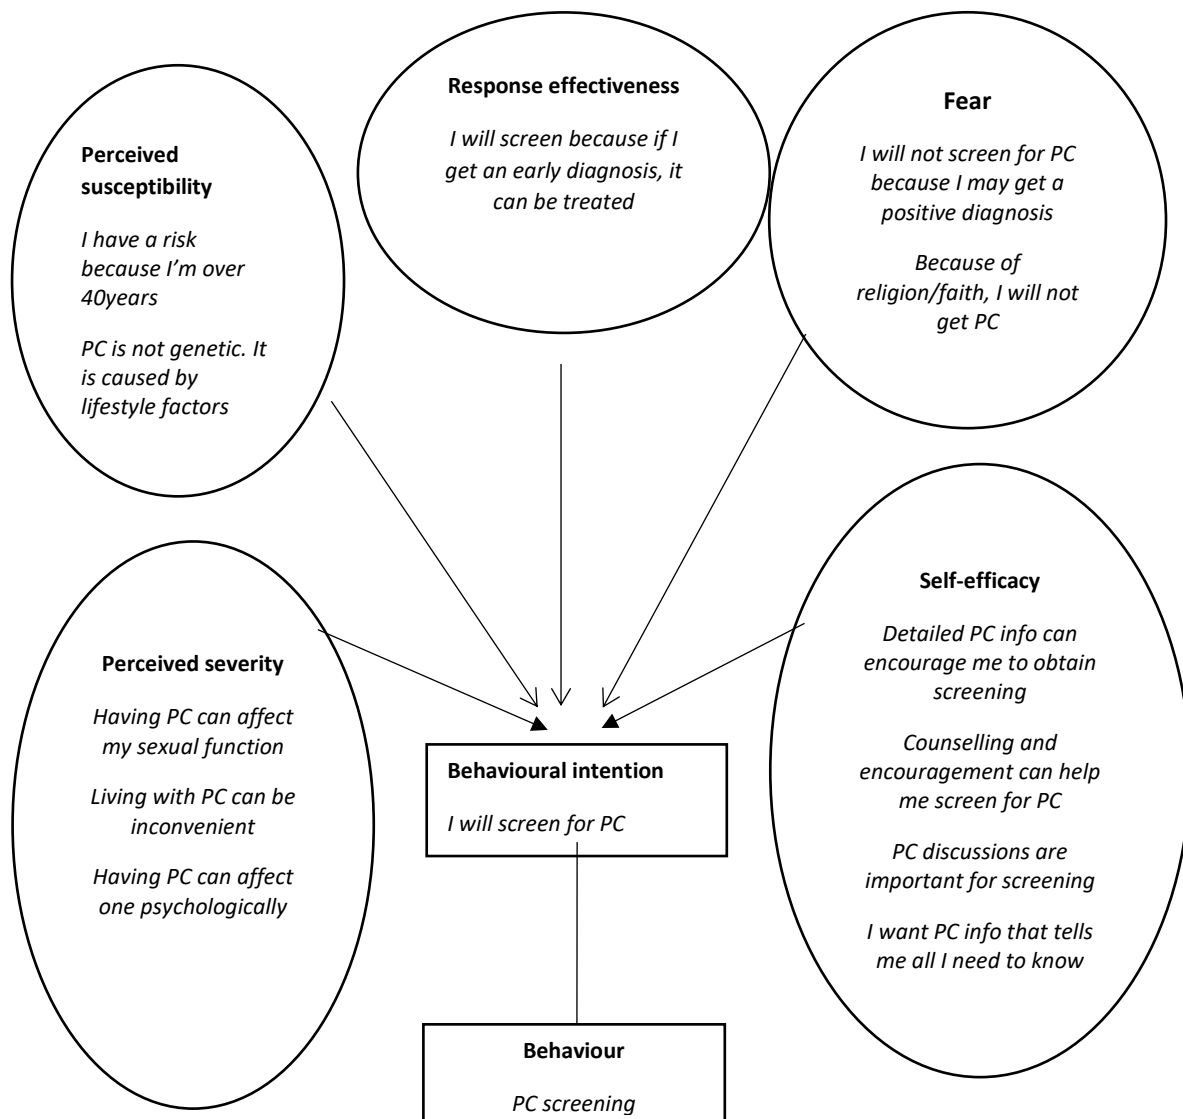 Perceived
susceptibility
I have a risk
because I'm over
40years
PC is not genetic. It
is caused by
lifestyle factors
Response effectiveness
I will screen because if I
get an early diagnosis, it
can be treated
Fear
I will not screen for PC
because I may get a
positive diagnosis
Because of
religion/faith, I will not
get PC
Perceived severity
Having PC can affect
my sexual function
Living with PC can be
inconvenient
Having PC can affect
one psychologically
Behavioural intention
I will screen for PC
Self-efficacy
Detailed PC info can
encourage me to obtain
screening
Counselling and
encouragement can help
me screen for PC
PC discussions are
important for screening
I want PC info that tells
me all I need to know
Behaviour
PC screening